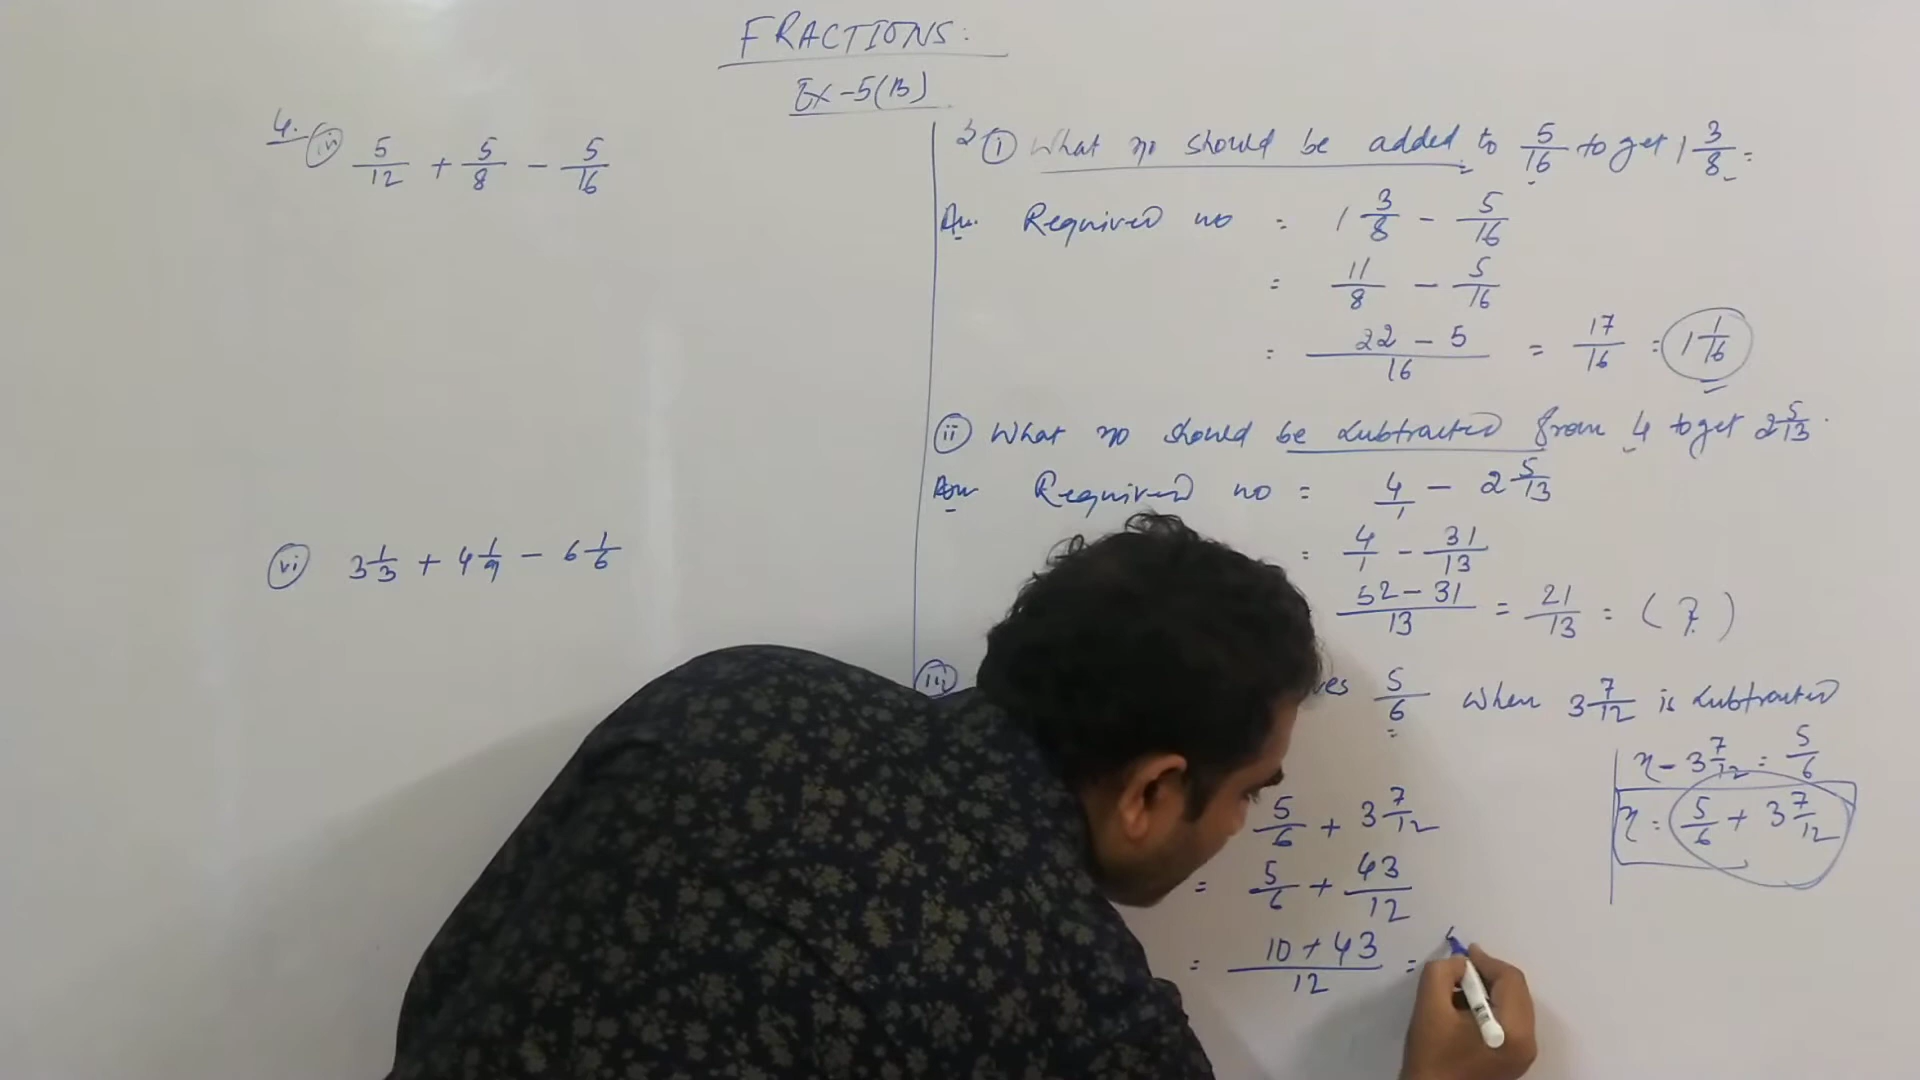 FRACTIONS:
Ex-5(B)
4. (iv) 5/12 + 5/8 - 5/16
(vi) 3 1/3 + 4 1/9 - 6 1/6
3 (i) What no should be added to 5/16 to get 1 3/8 =
Ans. Required no = 1 3/8 - 5/16
= 11/8 - 5/16
= 22 - 5/16 = 17/16 = 1 1/16
(ii) What no should be subtracted from 4 to get 2 5/13.
Ans Required no = 4/1 - 2 5/13
= 4/1 - 31/13
52 - 31/13 = 21/13 = ( ? )
(iii) 5/6 when 3 7/12 is subtracted
x - 3 7/12 = 5/6
x = 5/6 + 3 7/12
5/6 + 3 7/12
= 5/6 + 43/12
= 10 + 43/12 =